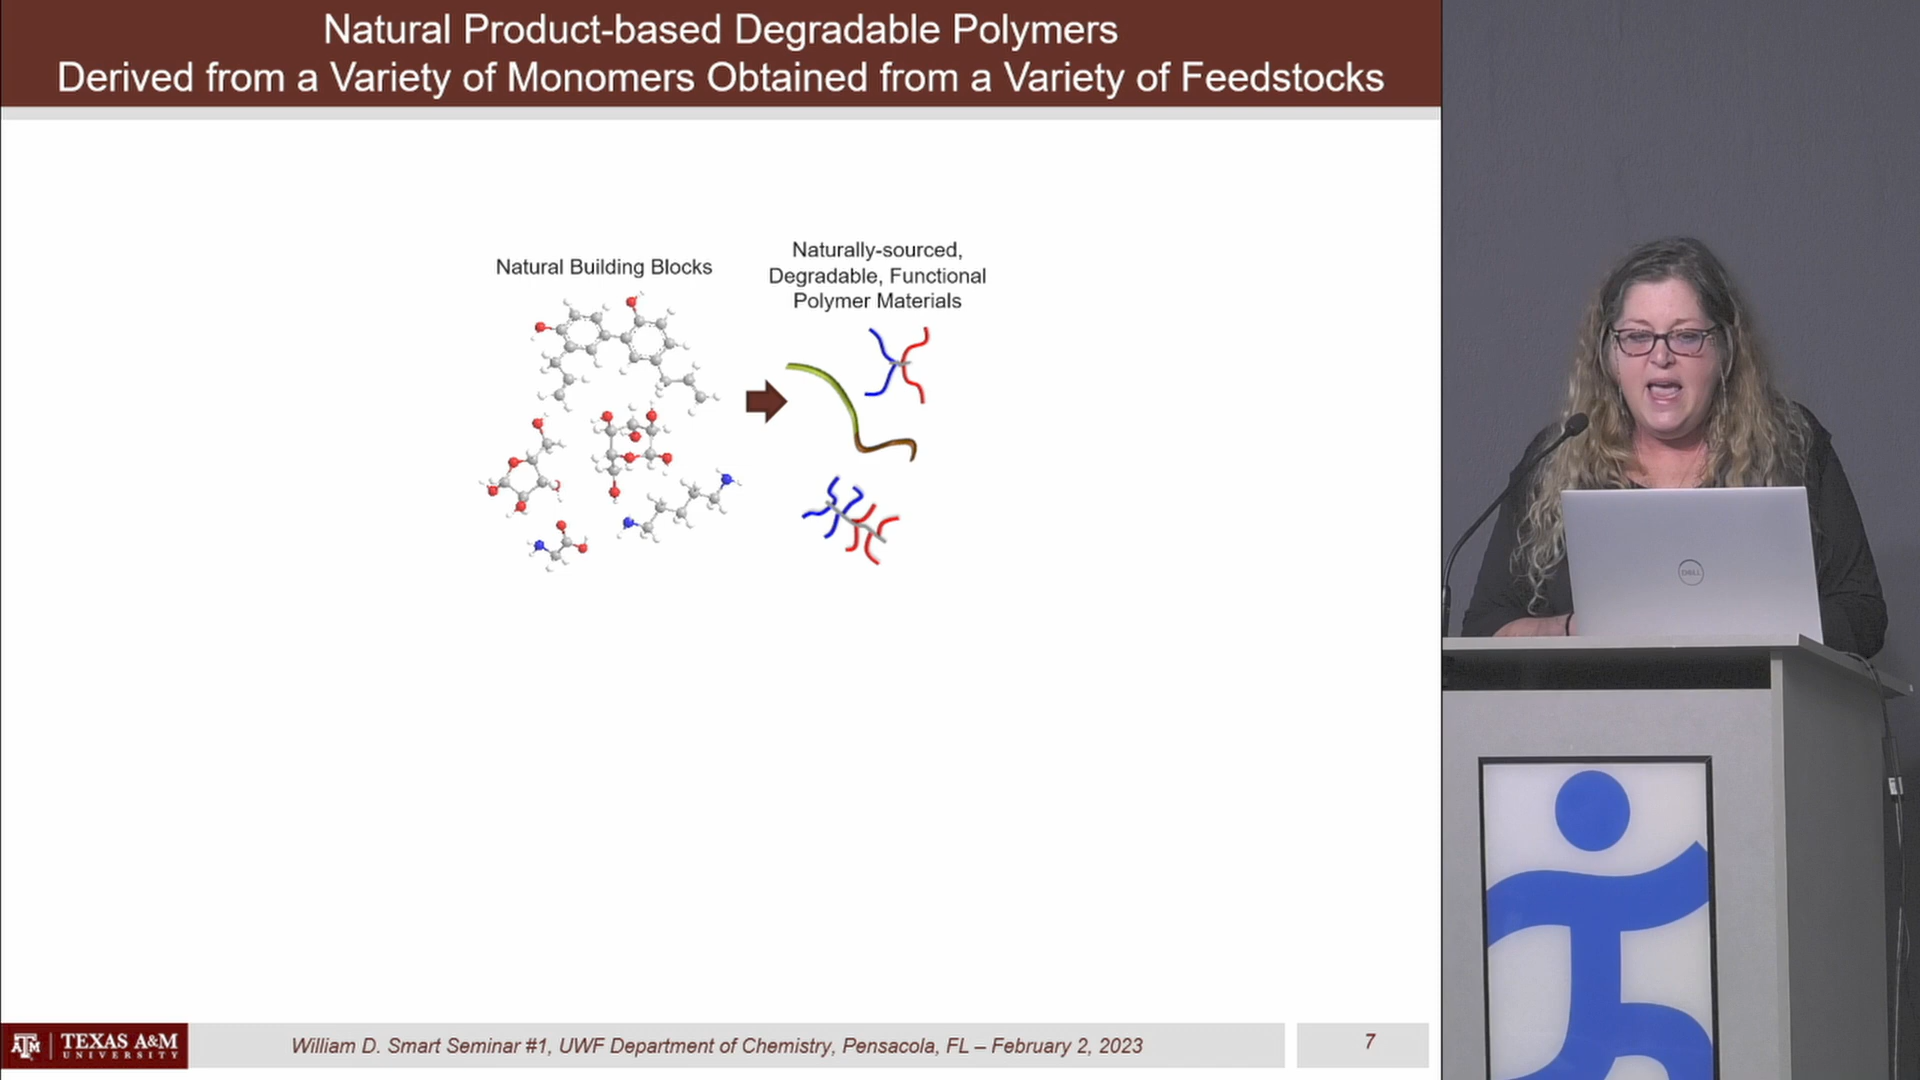 Natural Product-based Degradable Polymers
Derived from a Variety of Monomers Obtained from a Variety of Feedstocks
Natural Building Blocks
Naturally-sourced,
Degradable, Functional
Polymer Materials
DELL
TEXAS A&M
UNIVERSITY
William D. Smart Seminar #1, UWF Department of Chemistry, Pensacola, FL – February 2, 2023
7